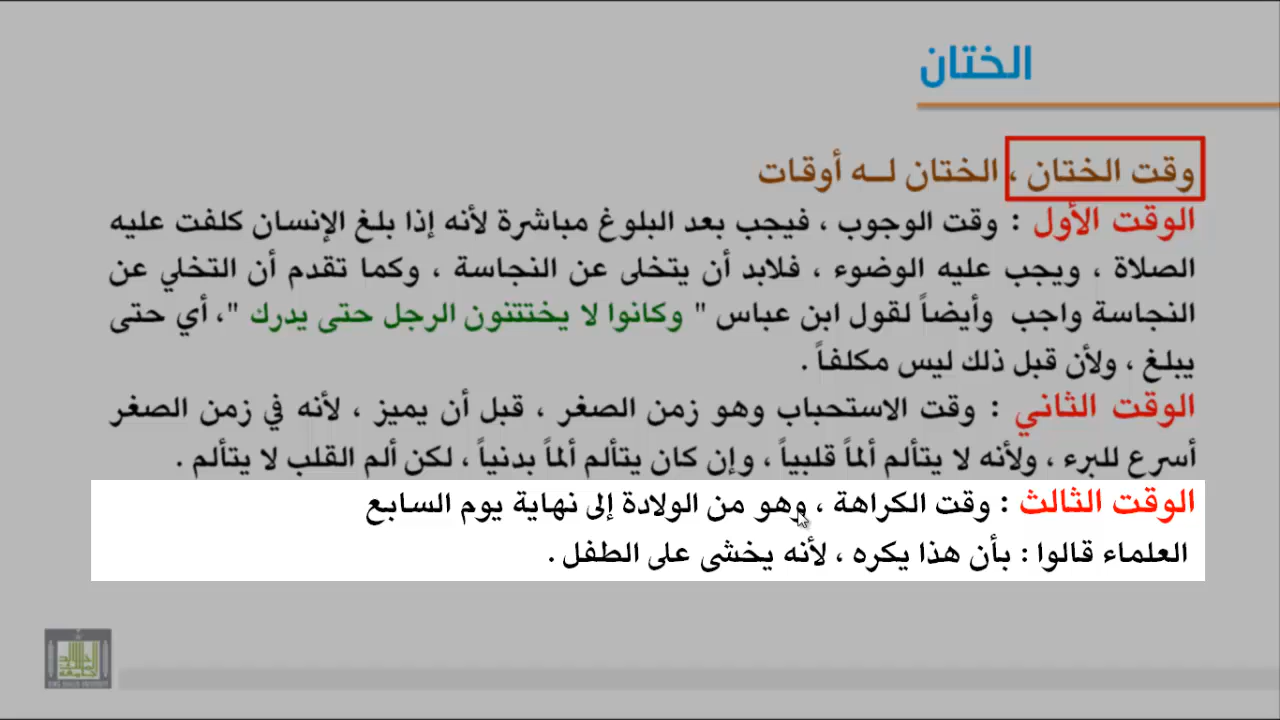 الختان
وقت الختان ، الختان لــه أوقات
الوقت الأول : وقت الوجوب ، فيجب بعد البلوغ مباشرة لأنه إذا بلغ الإنسان كلفت عليه
الصلاة ، ويجب عليه الوضوء ، فلابد أن يتخلى عن النجاسة ، وكما تقدم أن التخلي عن
النجاسة واجب وأيضاً لقول ابن عباس " وكانوا لا يختتنون الرجل حتى يدرك "، أي حتى
يبلغ ، ولأن قبل ذلك ليس مكلفاً .
الوقت الثاني : وقت الاستحباب وهو زمن الصغر ، قبل أن يميز ، لأنه في زمن الصغر
أسرع للبرء ، ولأنه لا يتألم ألماً قلبياً ، وإن كان يتألم ألماً بدنياً ، لكن ألم القلب لا يتألم .
الوقت الثالث : وقت الكراهة ، وهو من الولادة إلى نهاية يوم السابع
العلماء قالوا : بأن هذا يكره ، لأنه يخشى على الطفل .